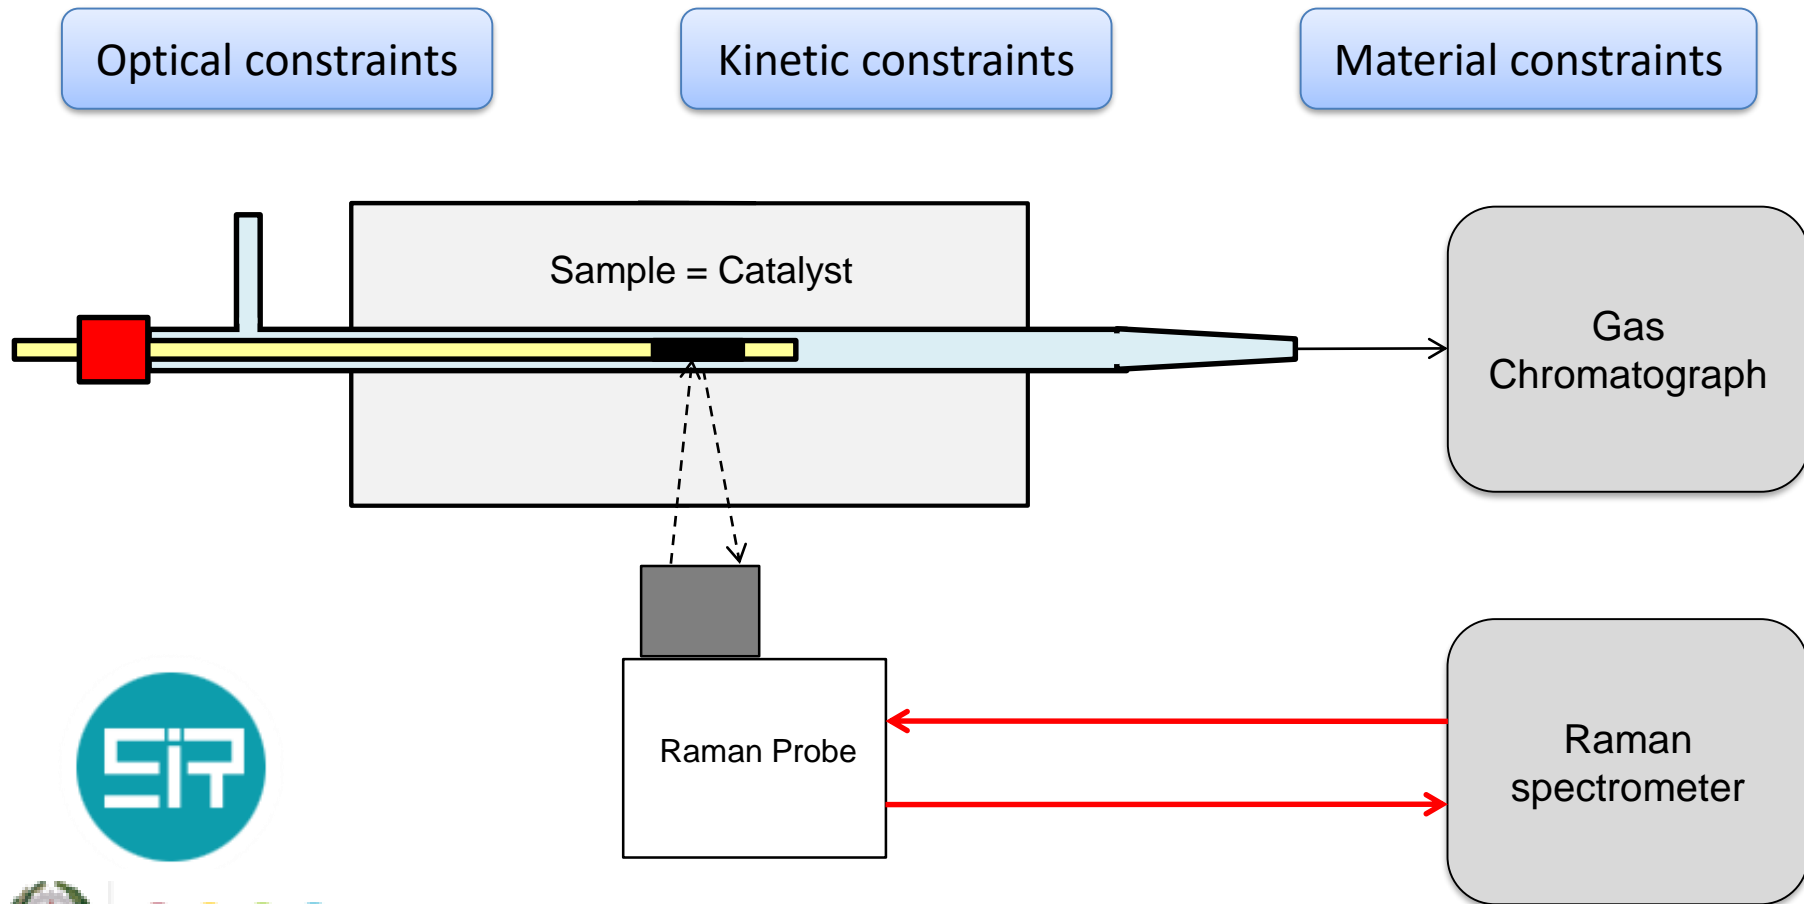 Optical constraints
Kinetic constraints
Material constraints
Sample = Catalyst
Gas
Chromatograph
Raman Probe
Raman
spectrometer